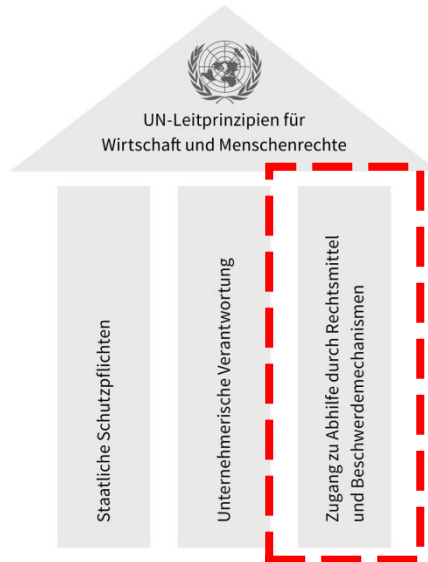 UN-Leitprinzipien für
Wirtschaft und Menschenrechte
Staatliche Schutzpflichten
Unternehmerische Verantwortung
Zugang zu Abhilfe durch Rechtsmittel
und Beschwerdemechanismen